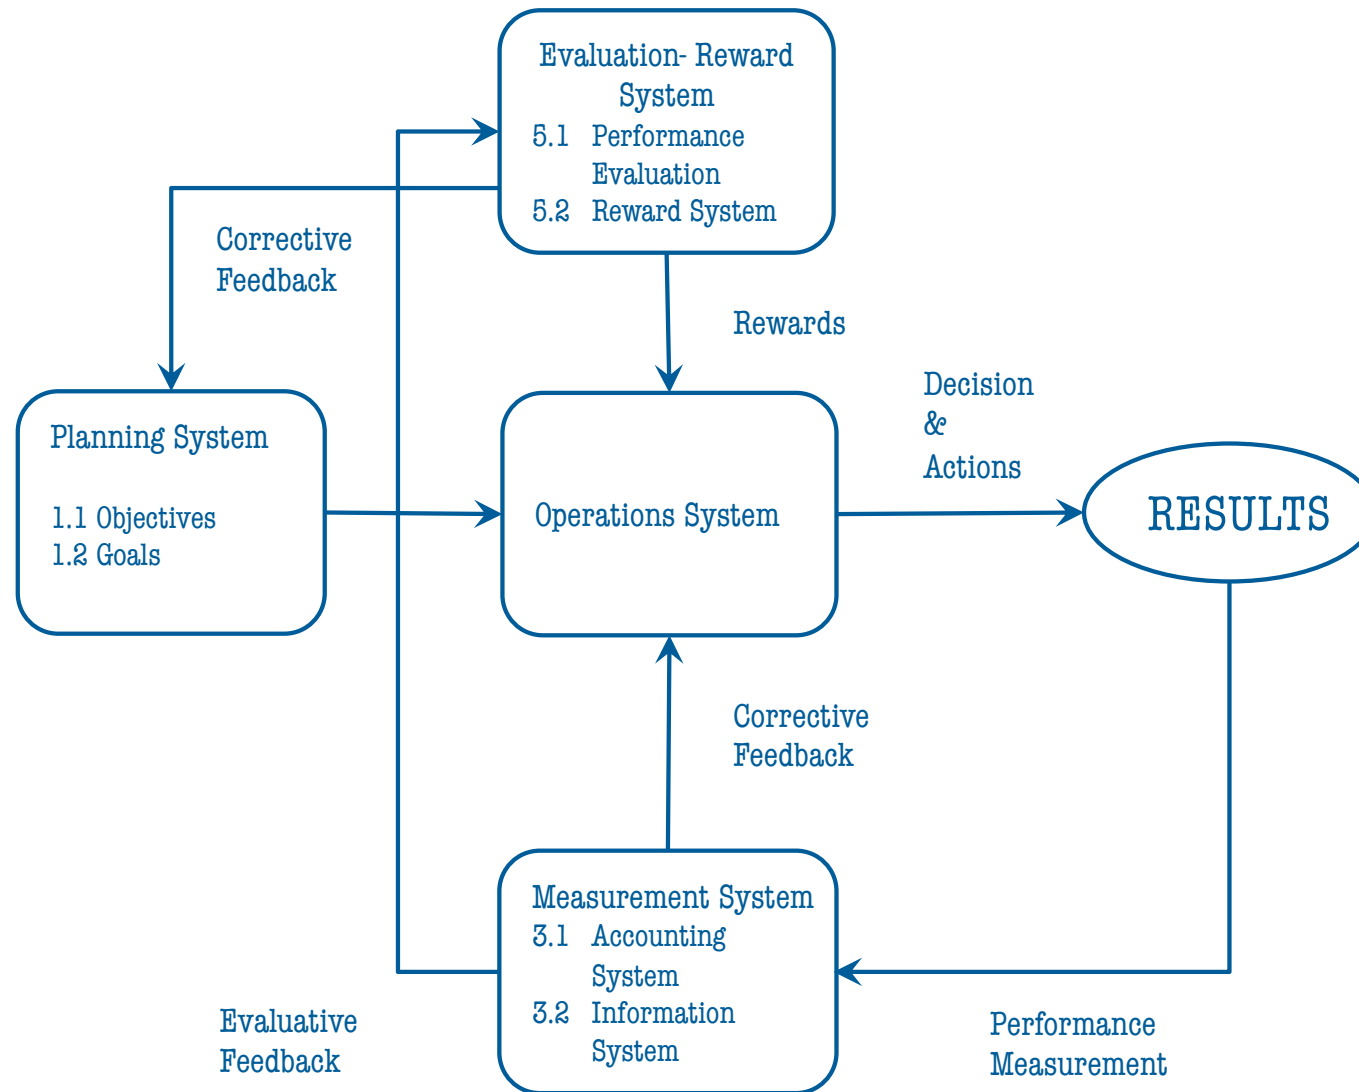 Evaluation- Reward
System
5.1 Performance
Evaluation
5.2 Reward System
Corrective
Feedback
Rewards
Decision
&
Actions
Planning System
1.1 Objectives
1.2 Goals
Operations System
RESULTS
Corrective
Feedback
Measurement System
3.1 Accounting
System
3.2 Information
System
Evaluative
Feedback
Performance
Measurement